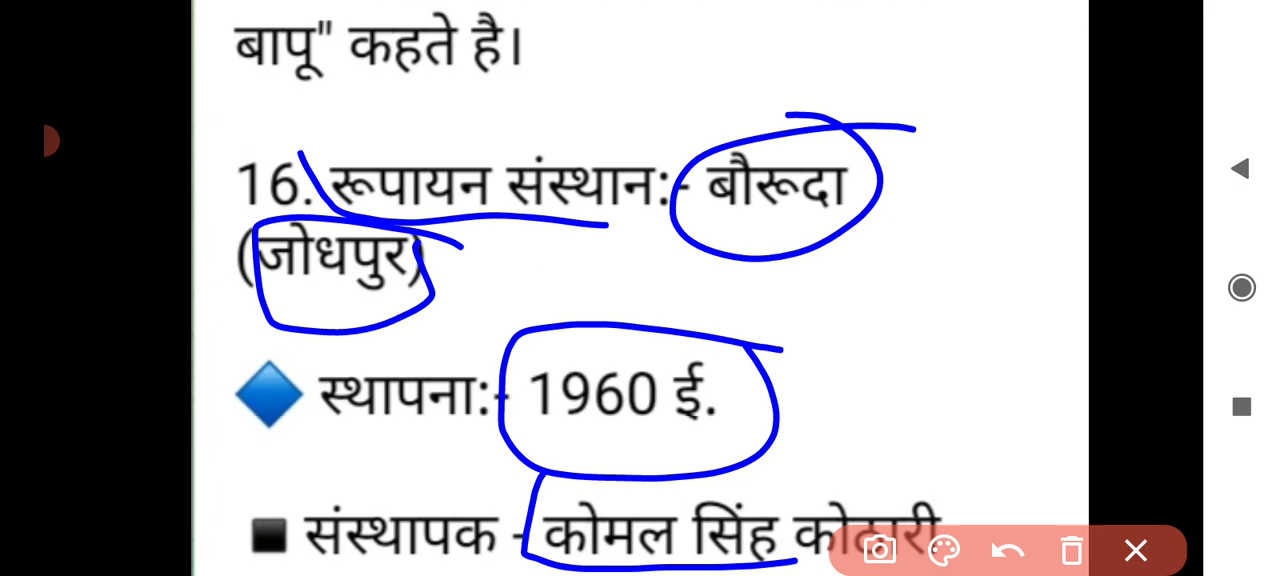 बापू" कहते है।
16. रूपायन संस्थान:- बौरूदा
(जोधपुर)
स्थापना:- 1960 ई.
संस्थापक - कोमल सिंह कोठारी